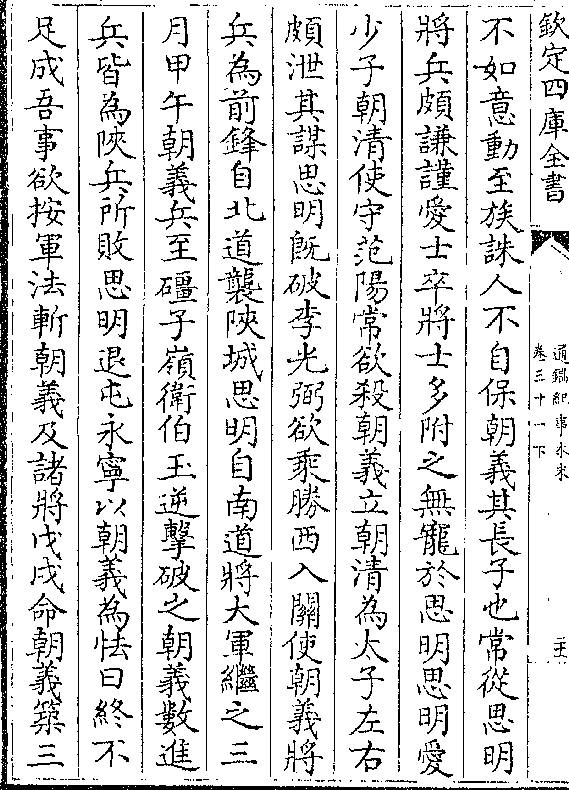 欽定四庫全書
通鑑紀事本末
卷三十一下
不如意動至族誅人不自保朝義其長子也常從思明
將兵頗謙謹愛士卒將士多附之無寵於思明思明愛
少子朝清使守范陽常欲殺朝義立朝清為太子左右
頗泄其謀思明既破李光弼欲乘勝西入關使朝義將
兵為前鋒自北道襲陝城思明自南道將大軍繼之三
月甲午朝義兵至礓子嶺衛伯玉逆擊破之朝義數進
兵皆為陝兵所敗思明退屯永寧以朝義為怯曰終不
足成吾事欲按軍法斬朝義及諸將戊戌命朝義築三